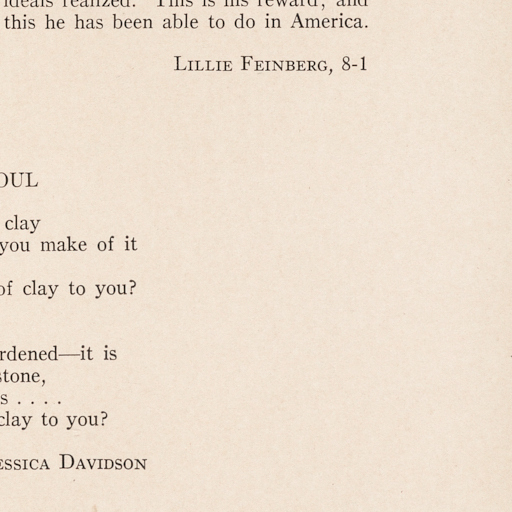 ideals realized. This is his reward, and
this he has been able to do in America.
Lillie Feinberg, 8-1
OUL
clay
you make of it
of clay to you?
rdened—it is
stone,
s . . . .
clay to you?
essica Davidson